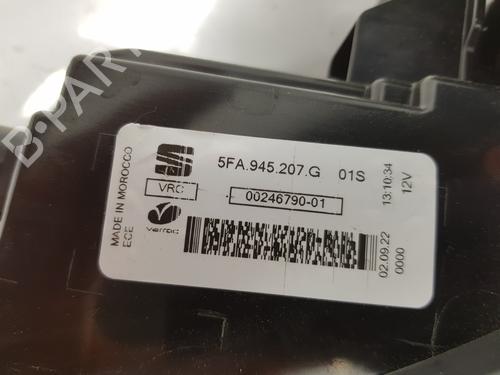 B-PARTS
5FA.945.207.G 01S
VRC
00246790-01
varroc
MADE IN MOROCCO
ECE
13:10:34
12V
02.09.22
0000